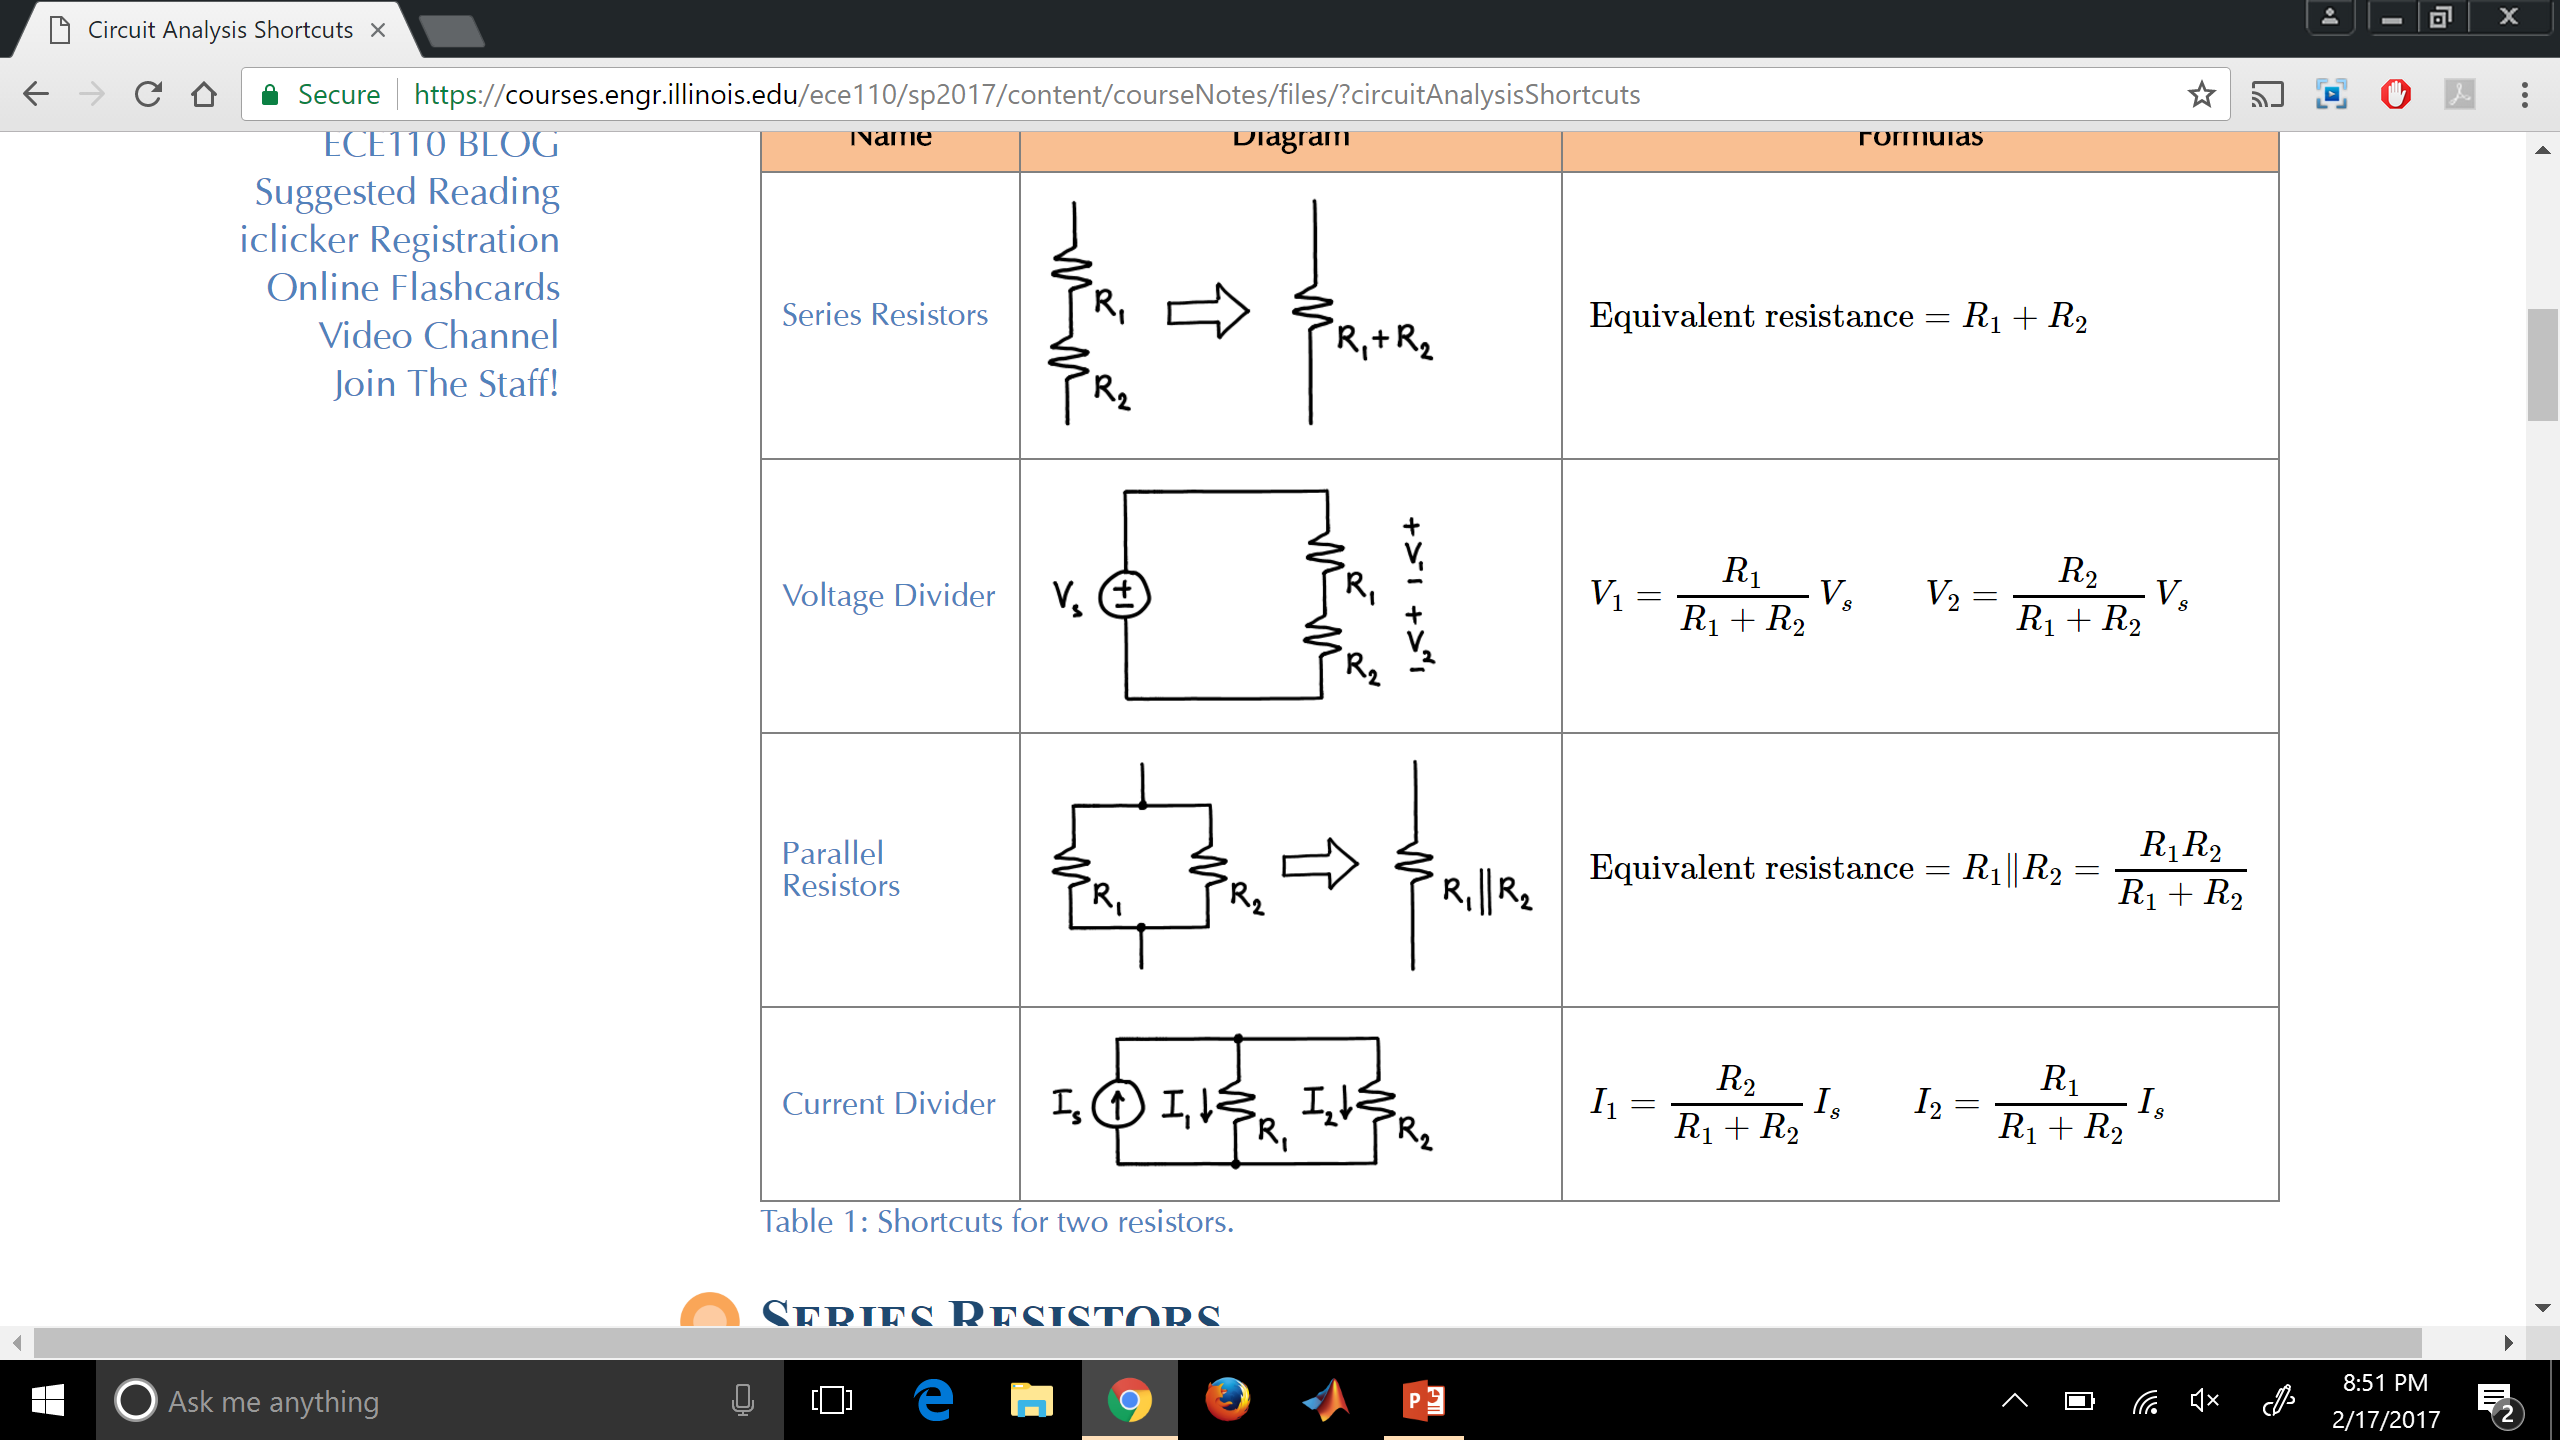 Circuit Analysis Shortcuts
Secure
https://courses.engr.illinois.edu/ece110/sp2017/content/courseNotes/files/?circuitAnalysisShortcuts
ECE110 BLOG
Suggested Reading
iclicker Registration
Online Flashcards
Video Channel
Join The Staff!
Name Diagram Formulas
Series Resistors
R₁
R₂
R₁+R₂
Equivalent resistance = R₁ + R₂
Voltage Divider
Vₛ
+
−
R₁
R₂
+
V₁
−
+
V₂
−
V₁ = R₁/(R₁ + R₂) Vₛ V₂ = R₂/(R₁ + R₂) Vₛ
Parallel
Resistors
R₁
R₂
R₁||R₂
Equivalent resistance = R₁∥R₂ = R₁R₂/(R₁ + R₂)
Current Divider
Iₛ
I₁
R₁
I₂
R₂
I₁ = R₂/(R₁ + R₂) Iₛ I₂ = R₁/(R₁ + R₂) Iₛ
Table 1: Shortcuts for two resistors.
SERIES RESISTORS
Ask me anything
8:51 PM
2/17/2017
2